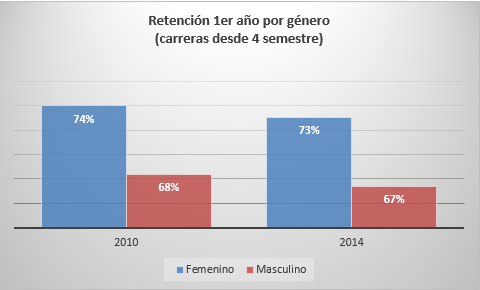 Retención 1er año por género
(carreras desde 4 semestre)
74%
68%
73%
67%
2010
2014
Femenino
Masculino